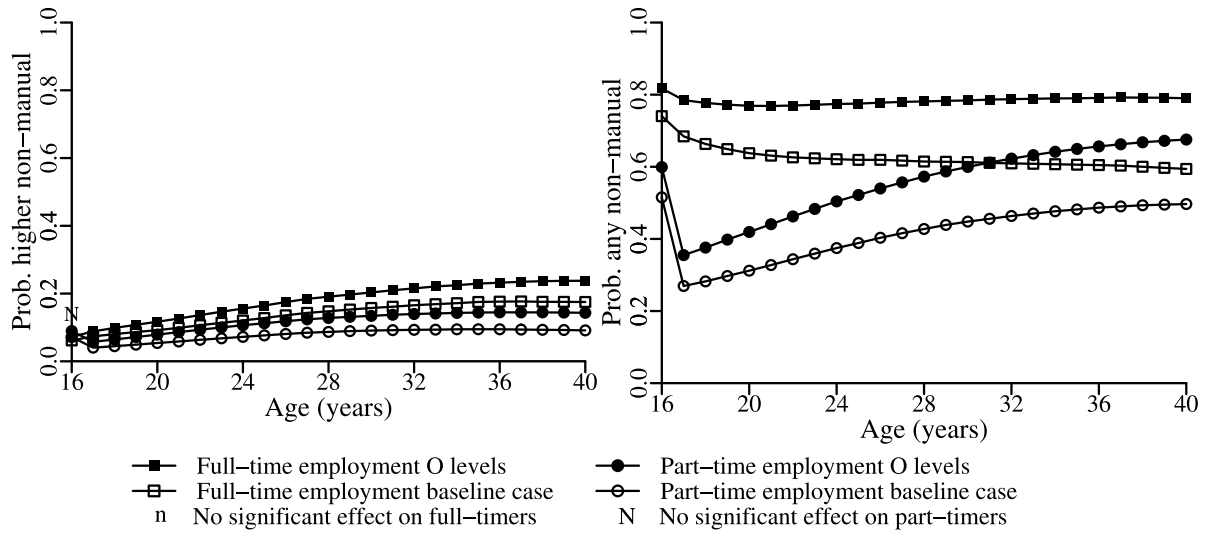 Prob. higher non−manual
1.0
0.8
0.6
0.4
0.2
0.0
N
16 20 24 28 32 36 40
Age (years)
Prob. any non−manual
1.0
0.8
0.6
0.4
0.2
0.0
16 20 24 28 32 36 40
Age (years)
Full−time employment O levels
Part−time employment O levels
Full−time employment baseline case
Part−time employment baseline case
n No significant effect on full−timers
N No significant effect on part−timers